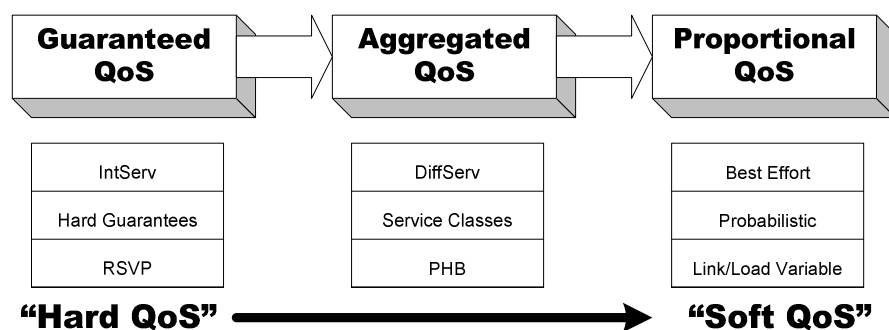 Guaranteed
QoS
Aggregated
QoS
Proportional
QoS
IntServ
Hard Guarantees
RSVP
DiffServ
Service Classes
PHB
Best Effort
Probabilistic
Link/Load Variable
“Hard QoS”
“Soft QoS”